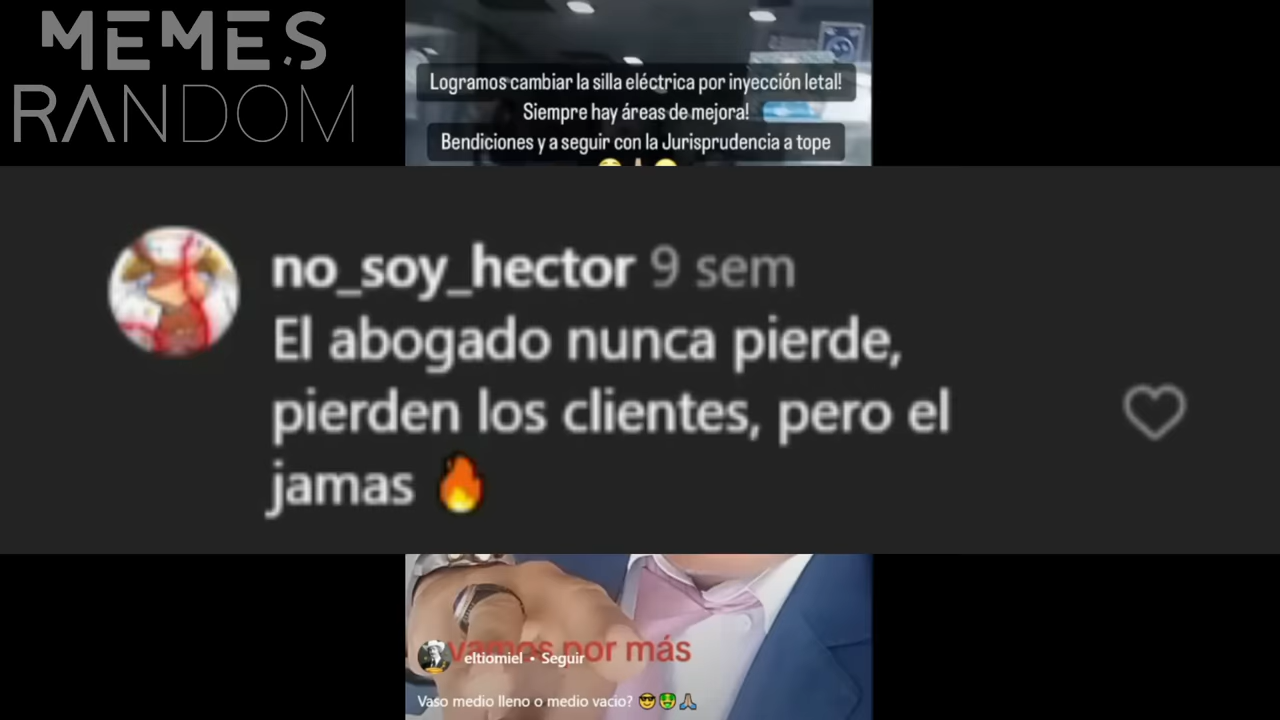 MEMES
RANDOM
Logramos cambiar la silla eléctrica por inyección letal!
Siempre hay áreas de mejora!
Bendiciones y a seguir con la Jurisprudencia a tope
no_soy_hector 9 sem
El abogado nunca pierde,
pierden los clientes, pero el
jamas 🔥
vamos por más
eltiomiel • Seguir
Vaso medio lleno o medio vacio? 😎🤑🙏🏼